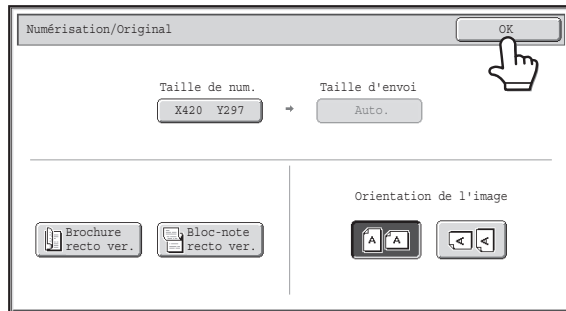 Numérisation/Original
OK
Taille de num.
Taille d'envoi
X420 Y297
Auto.
Orientation de l'image
Brochure
recto ver.
Bloc-note
recto ver.
A A
A A